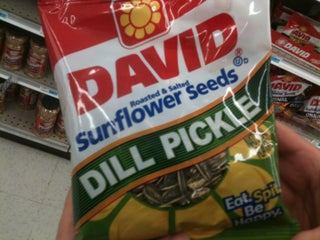 DAVID
®
U
Roasted & Salted
Sunflower Seeds
DILL PICKLE
Eat. Spit.
Be
Happy.